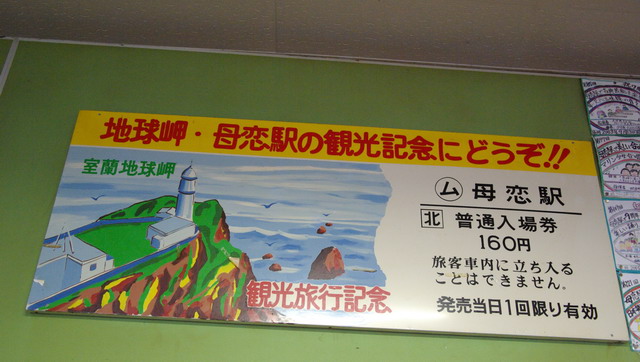 地球岬・母恋駅の観光記念にどうぞ!!
室蘭地球岬
観光旅行記念
ム 母恋駅
北 普通入場券
160円
旅客車内に立ち入る
ことはできません。
発売当日1回限り有効